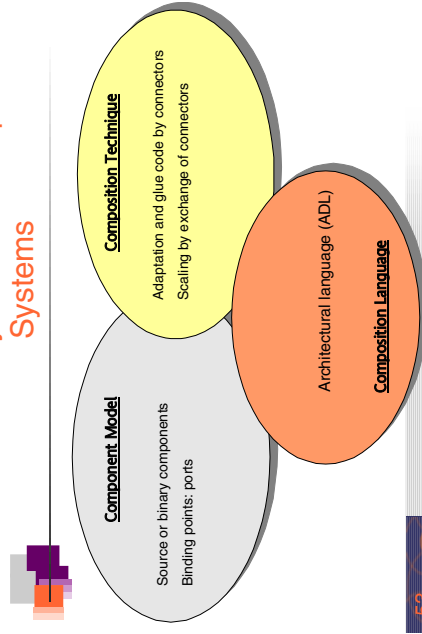 Systems
Component Model
Source or binary components
Binding points: ports
Composition Technique
Adaptation and glue code by connectors
Scaling by exchange of connectors
Architectural language (ADL)
Composition Language